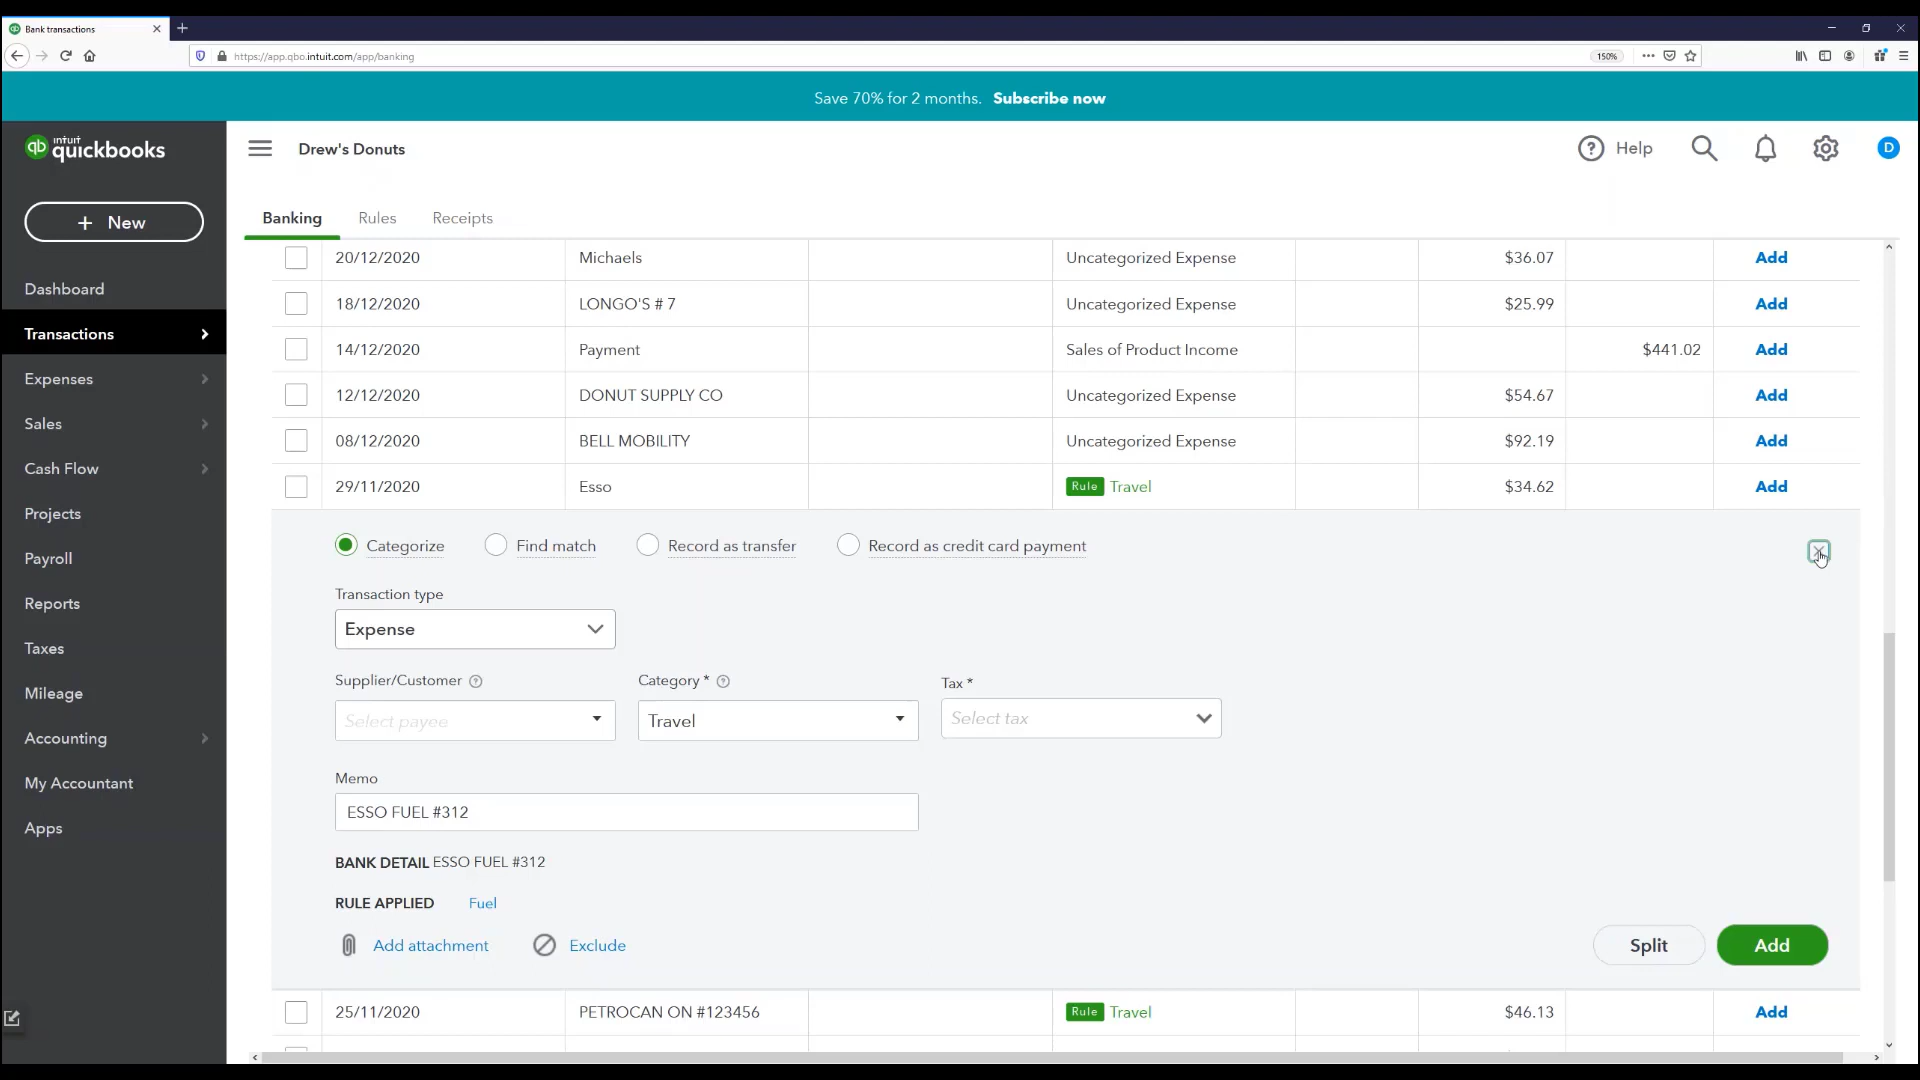 Bank transactions
https://app.qbo.intuit.com/app/banking
150%
Save 70% for 2 months. Subscribe now
intuit quickbooks
Drew's Donuts
Help
D
+ New
Banking
Rules
Receipts
Dashboard
Transactions
Expenses
Sales
Cash Flow
Projects
Payroll
Reports
Taxes
Mileage
Accounting
My Accountant
Apps
20/12/2020 Michaels Uncategorized Expense $36.07 Add
18/12/2020 LONGO'S # 7 Uncategorized Expense $25.99 Add
14/12/2020 Payment Sales of Product Income $441.02 Add
12/12/2020 DONUT SUPPLY CO Uncategorized Expense $54.67 Add
08/12/2020 BELL MOBILITY Uncategorized Expense $92.19 Add
29/11/2020 Esso Rule Travel $34.62 Add
Categorize Find match Record as transfer Record as credit card payment
Transaction type
Expense
Supplier/Customer Category * Tax *
Select payee Travel Select tax
Memo
ESSO FUEL #312
BANK DETAIL ESSO FUEL #312
RULE APPLIED Fuel
Add attachment Exclude Split Add
25/11/2020 PETROCAN ON #123456 Rule Travel $46.13 Add